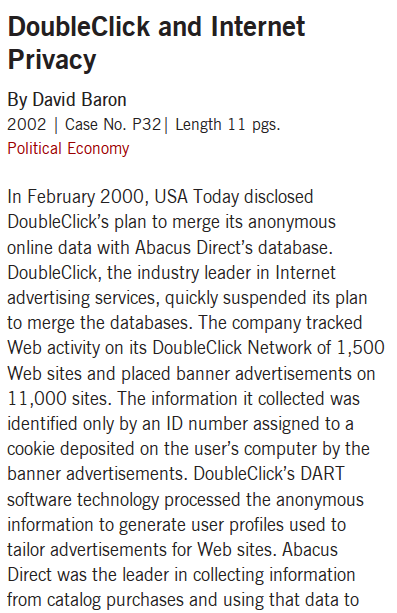 DoubleClick and Internet
Privacy
By David Baron
2002 | Case No. P32| Length 11 pgs.
Political Economy
In February 2000, USA Today disclosed
DoubleClick’s plan to merge its anonymous
online data with Abacus Direct’s database.
DoubleClick, the industry leader in Internet
advertising services, quickly suspended its plan
to merge the databases. The company tracked
Web activity on its DoubleClick Network of 1,500
Web sites and placed banner advertisements on
11,000 sites. The information it collected was
identified only by an ID number assigned to a
cookie deposited on the user’s computer by the
banner advertisements. DoubleClick’s DART
software technology processed the anonymous
information to generate user profiles used to
tailor advertisements for Web sites. Abacus
Direct was the leader in collecting information
from catalog purchases and using that data to